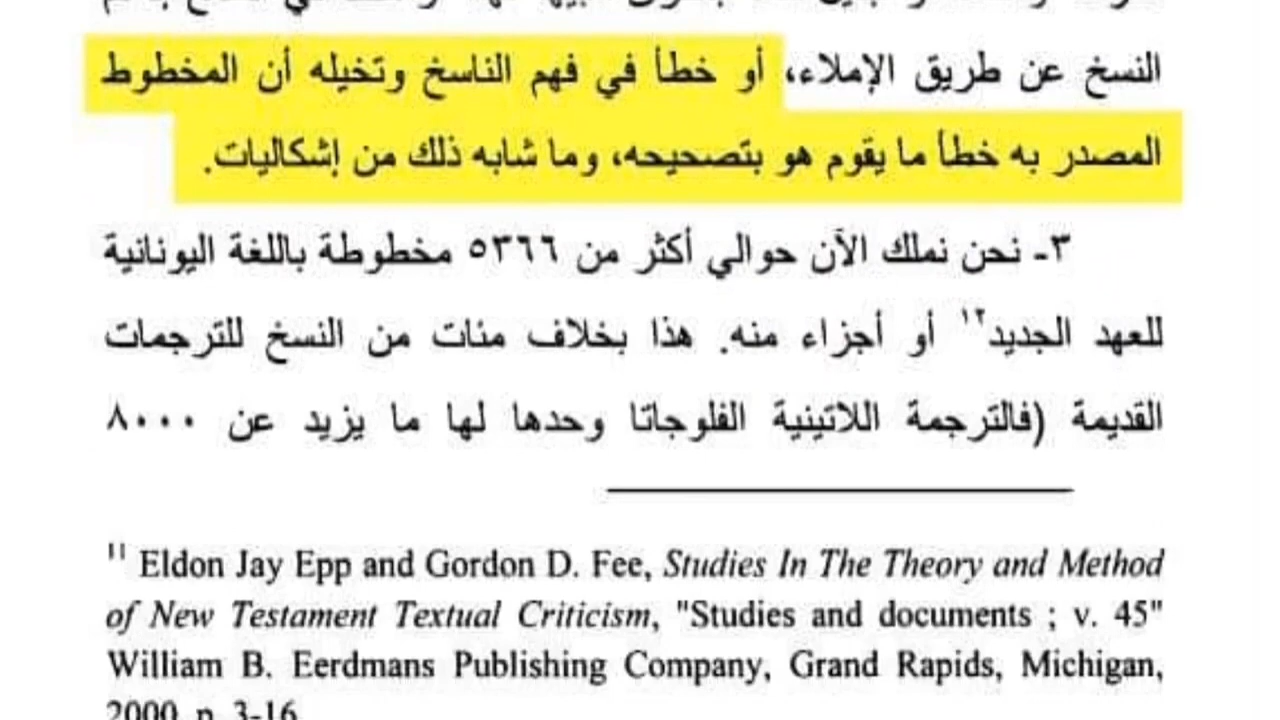 النسخ عن طريق الإملاء، أو خطأ في فهم الناسخ وتخيله أن المخطوط
المصدر به خطأ ما يقوم هو بتصحيحه، وما شابه ذلك من إشكاليات.
٣- نحن نملك الآن حوالي أكثر من ٥٣٦٦ مخطوطة باللغة اليونانية
للعهد الجديد١٢ أو أجزاء منه. هذا بخلاف مئات من النسخ للترجمات
القديمة (فالترجمة اللاتينية الفلوجاتا وحدها لها ما يزيد عن ٨٠٠٠
11 Eldon Jay Epp and Gordon D. Fee, Studies In The Theory and Method
of New Testament Textual Criticism, "Studies and documents ; v. 45"
William B. Eerdmans Publishing Company, Grand Rapids, Michigan,
2000, p. 3-16